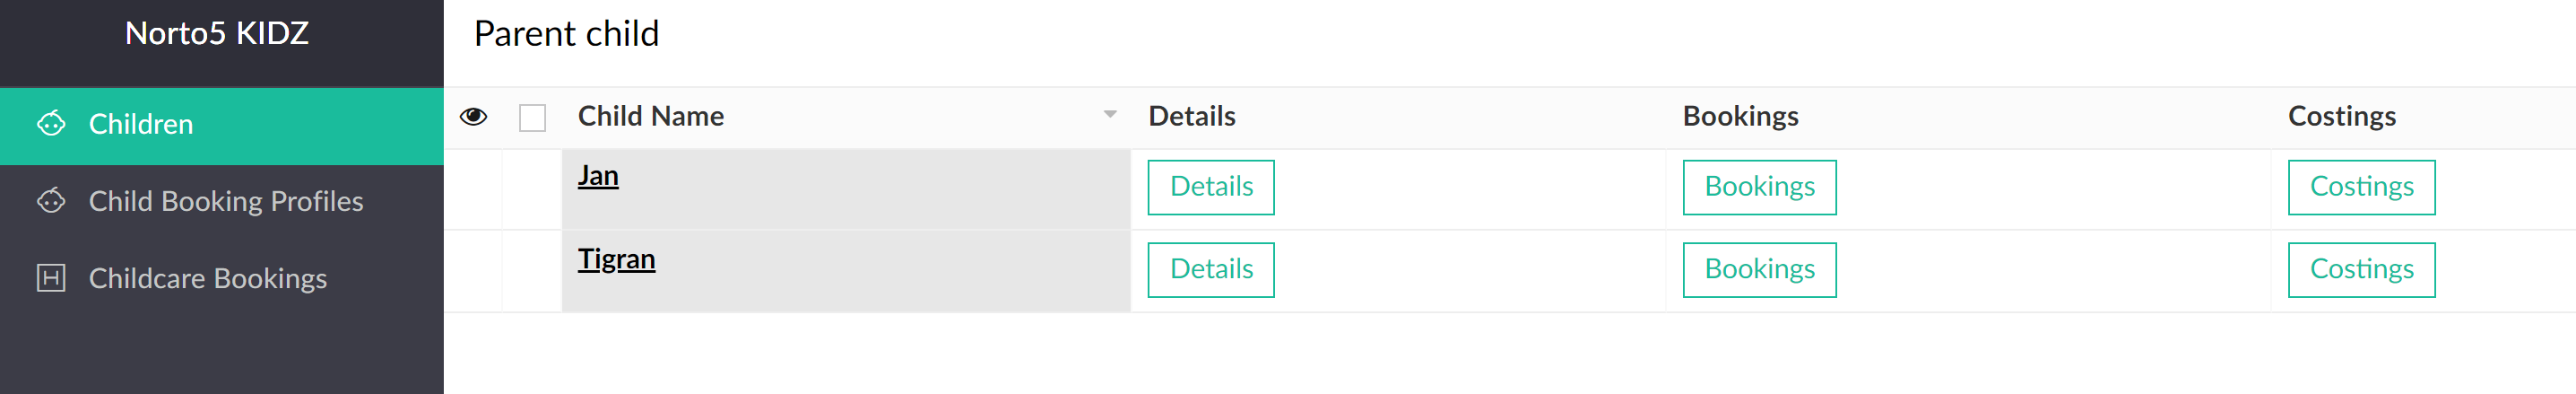 Norto5 KIDZ
Parent child
Children
Child Booking Profiles
Childcare Bookings
Child Name Details Bookings Costings
Jan Details Bookings Costings
Tigran Details Bookings Costings